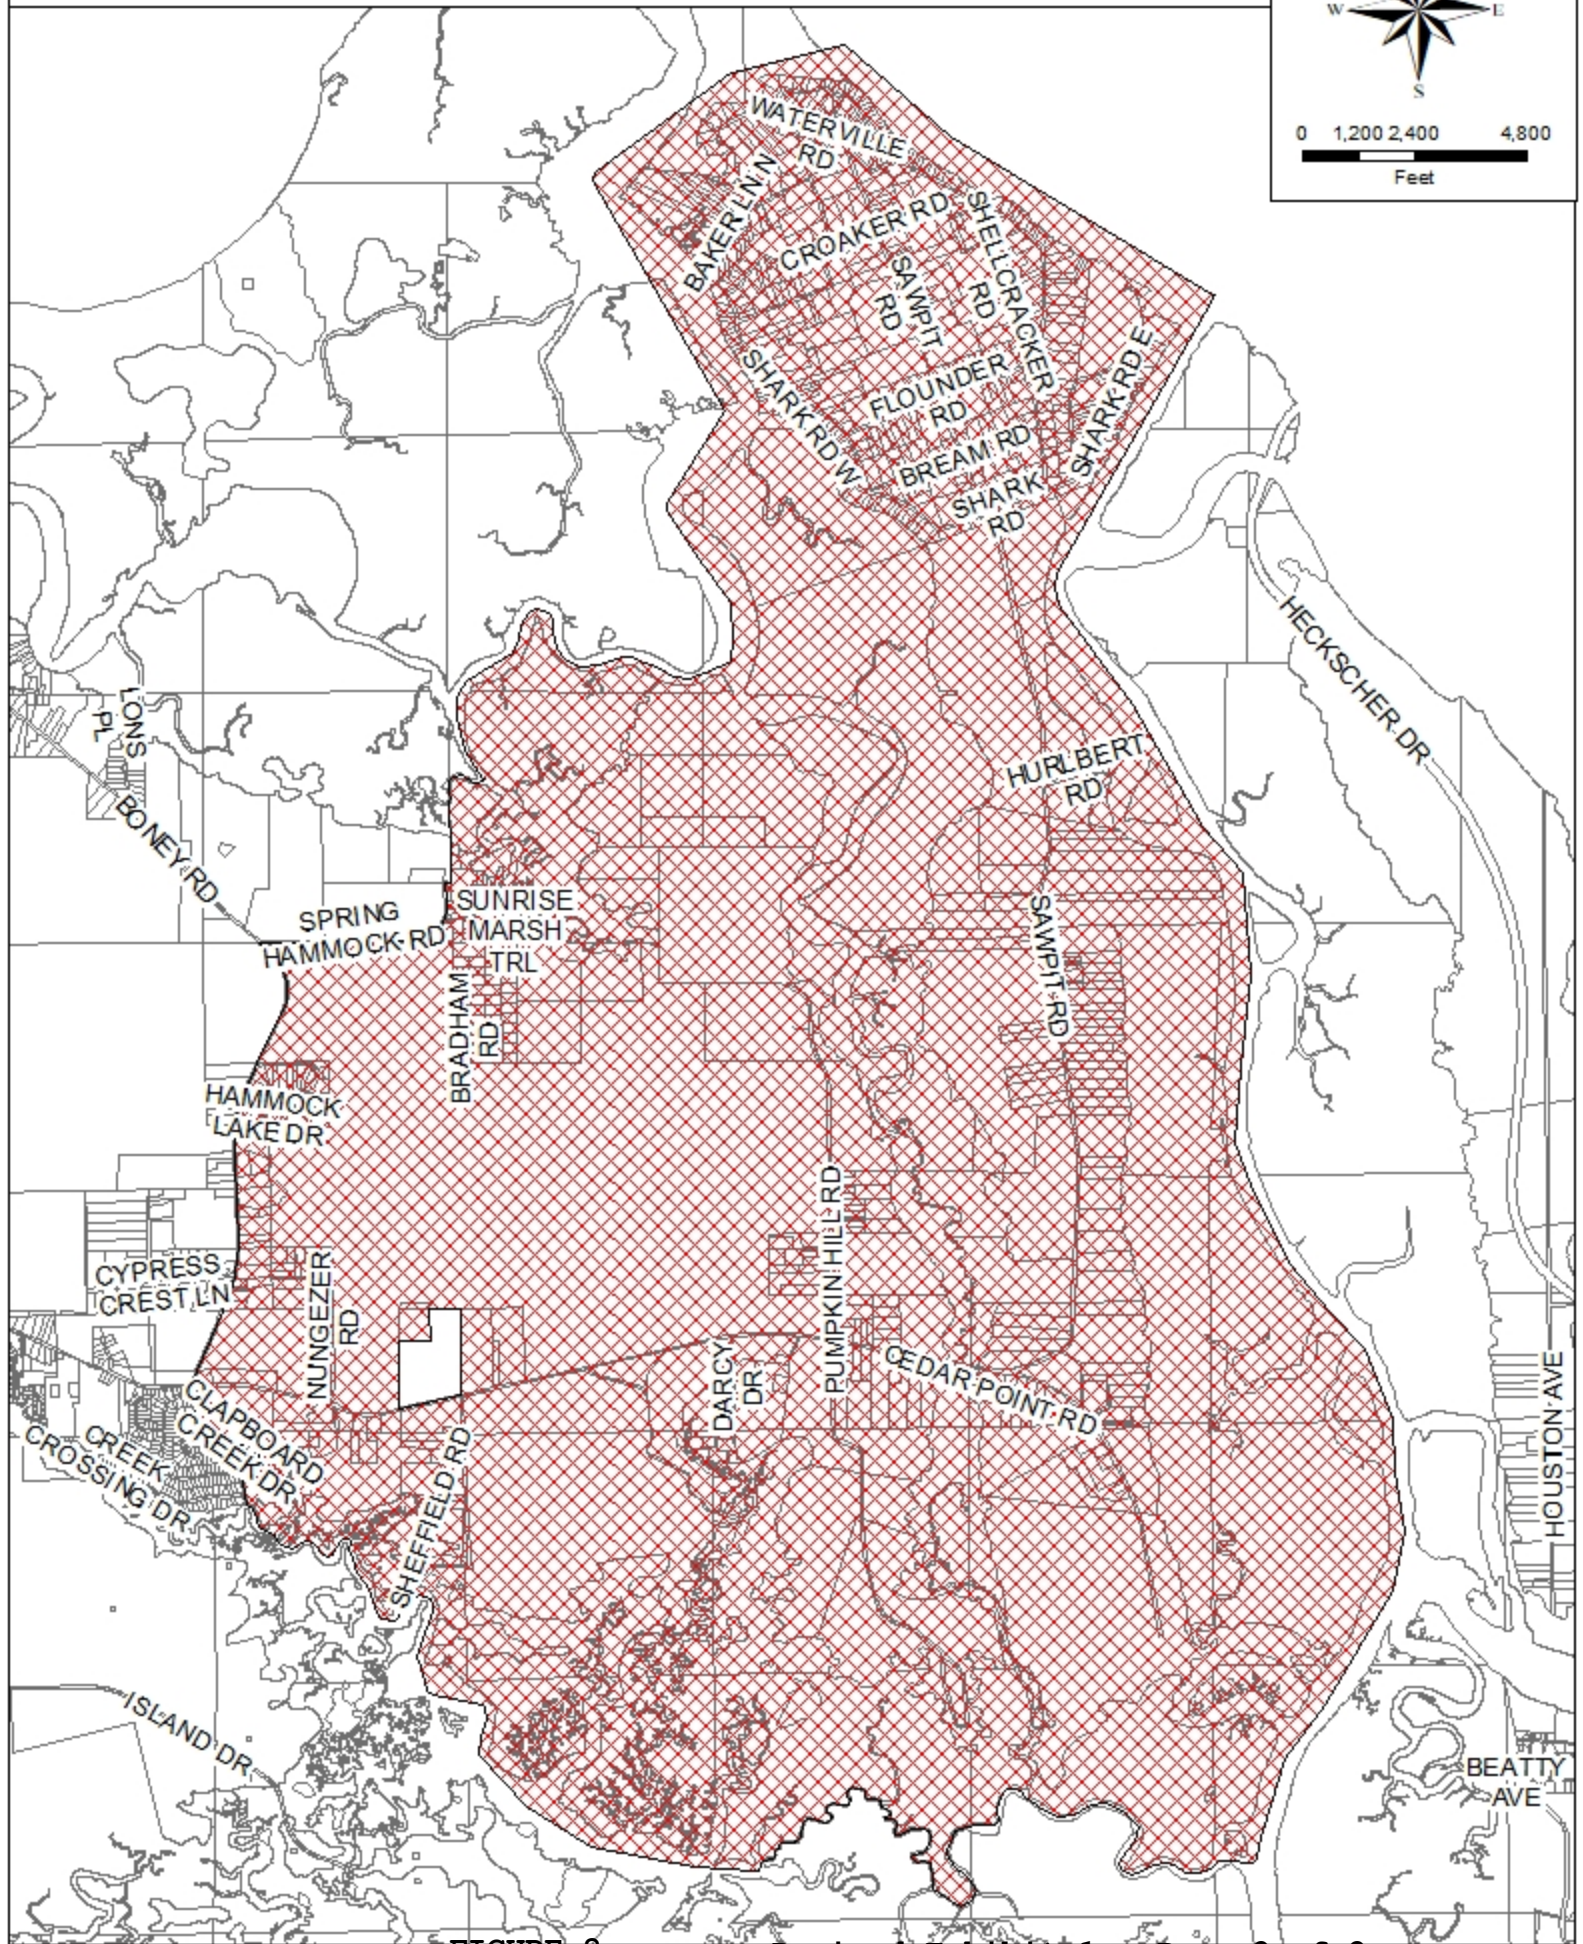 W E
S
0 1,200 2,400 4,800
Feet
WATERVILLE
RD
BAKER LN N
CROAKER RD
SHELLCRACKER
RD
SAWPIT
RD
SHARK RD W
FLOUNDER
RD
SHARK RD E
BREAM RD
SHARK
RD
HECKSCHER DR
LONS
PL
HURLBERT
RD
BONEY RD
SPRING
HAMMOCK RD
SUNRISE
MARSH
TRL
SAWPIT RD
BRADHAM
RD
HAMMOCK
LAKE DR
PUMPKIN HILL RD
CYPRESS
CREST LN
NUNGEZER
RD
DARCY
DR
CEDAR POINT RD
HOUSTON AVE
CLAPBOARD
CREEK DR
CREEK
CROSSING DR
SHEFFIELD RD
ISLAND DR
BEATTY
AVE